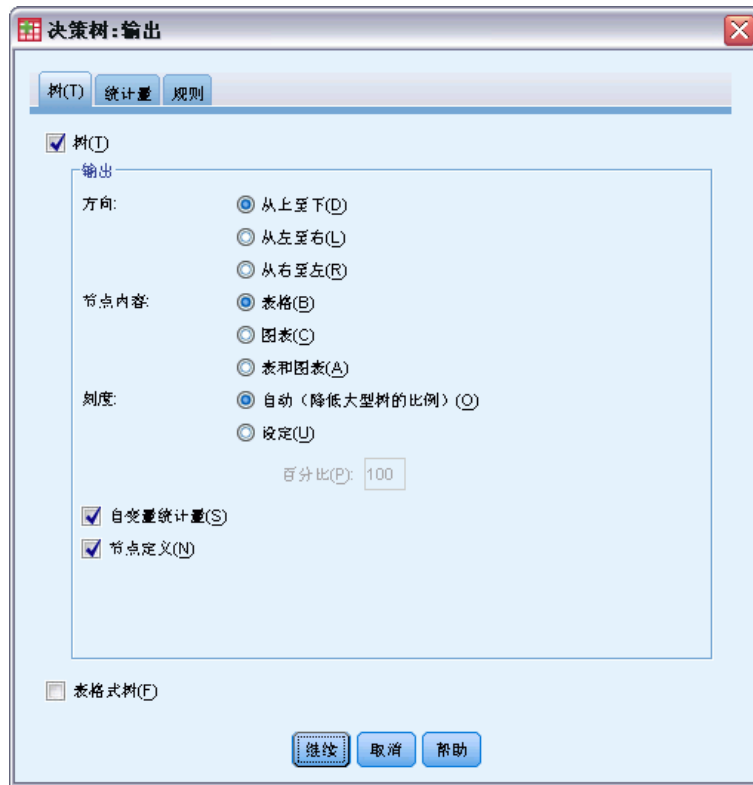 决策树:输出
树(T) 统计量 规则
树(T)
输出
方向: 从上至下(D)
从左至右(L)
从右至左(R)
节点内容: 表格(B)
图表(C)
表和图表(A)
刻度: 自动（降低大型树的比例）(O)
设定(U)
百分比(P): 100
自变量统计量(S)
节点定义(N)
表格式树(F)
继续 取消 帮助